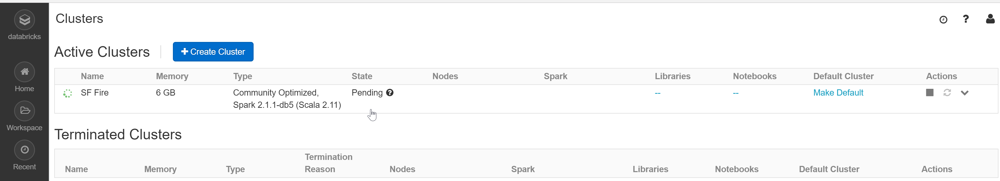 Clusters
?
databricks
Active Clusters
+ Create Cluster
Name Memory Type State Nodes Spark Libraries Notebooks Default Cluster Actions
SF Fire 6 GB Community Optimized, Pending ? -- -- Make Default
Spark 2.1.1-db5 (Scala 2.11)
Home
Workspace
Terminated Clusters
Recent
Termination
Name Memory Type Reason Nodes Spark Libraries Notebooks Default Cluster Actions